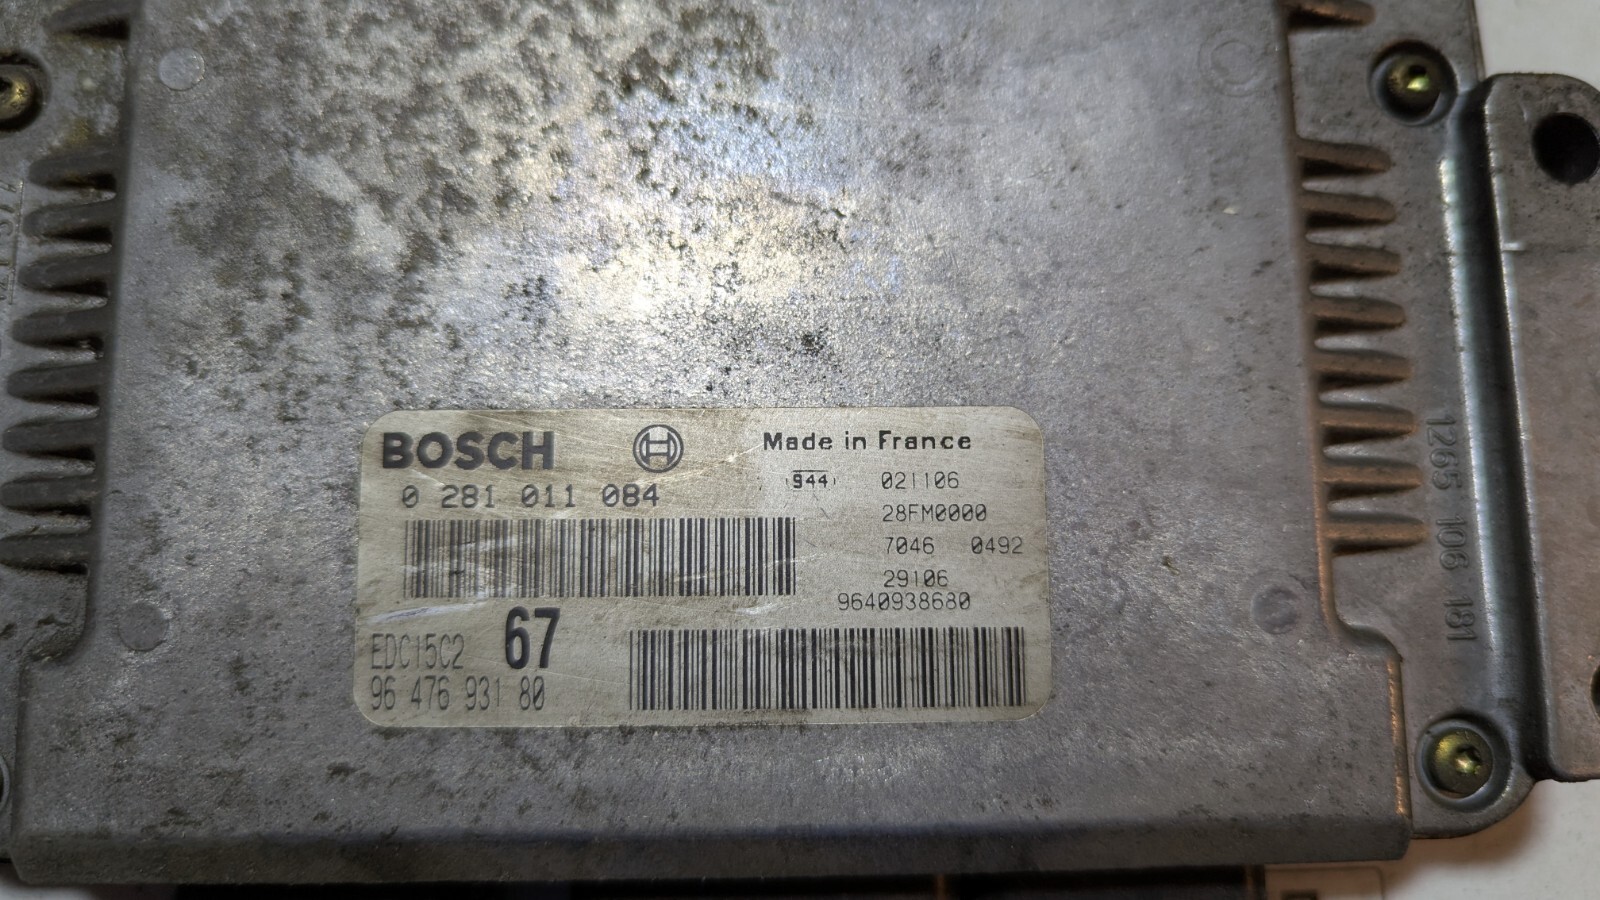 BOSCH
Made in France
0 281 011 084
944
021106
28FM0000
7046 0492
29106
9640938680
EDC15C2 67
96 476 931 80
1265 106 181